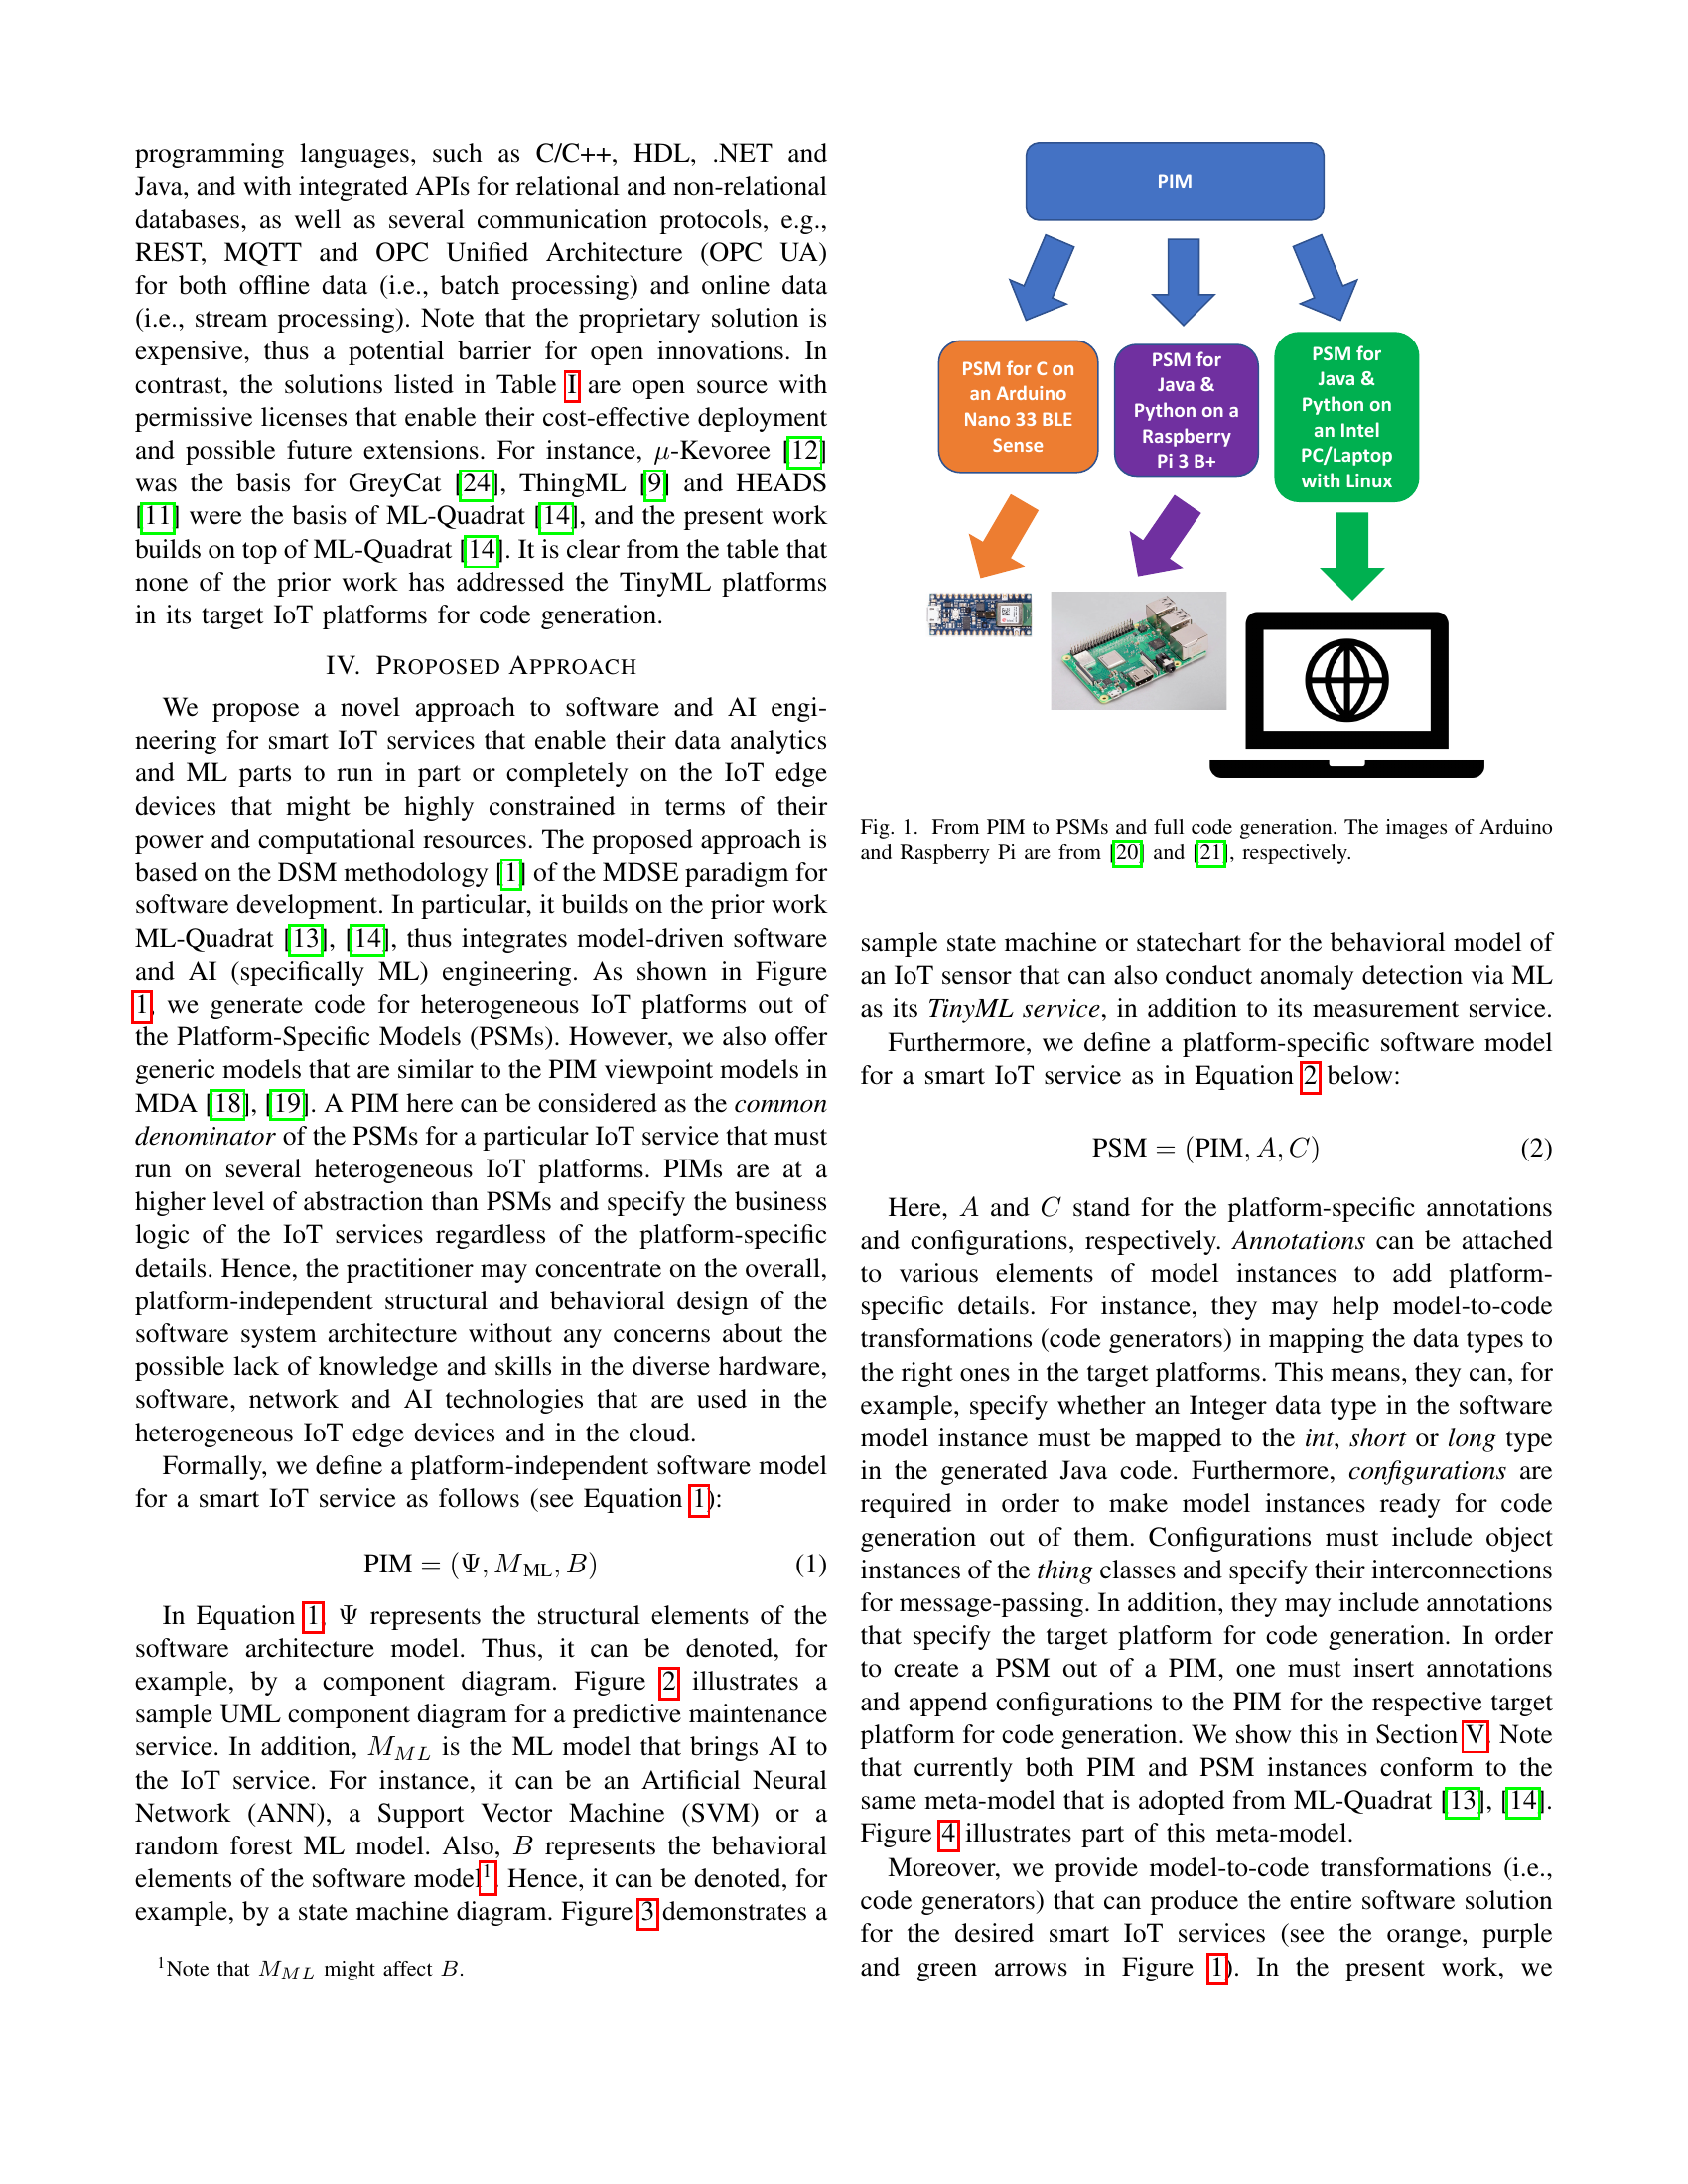 programming languages, such as C/C++, HDL, .NET and
Java, and with integrated APIs for relational and non-relational
databases, as well as several communication protocols, e.g.,
REST, MQTT and OPC Unified Architecture (OPC UA)
for both offline data (i.e., batch processing) and online data
(i.e., stream processing). Note that the proprietary solution is
expensive, thus a potential barrier for open innovations. In
contrast, the solutions listed in Table I are open source with
permissive licenses that enable their cost-effective deployment
and possible future extensions. For instance, μ-Kevoree [12]
was the basis for GreyCat [24], ThingML [9] and HEADS
[11] were the basis of ML-Quadrat [14], and the present work
builds on top of ML-Quadrat [14]. It is clear from the table that
none of the prior work has addressed the TinyML platforms
in its target IoT platforms for code generation.
IV. PROPOSED APPROACH
We propose a novel approach to software and AI engi-
neering for smart IoT services that enable their data analytics
and ML parts to run in part or completely on the IoT edge
devices that might be highly constrained in terms of their
power and computational resources. The proposed approach is
based on the DSM methodology [1] of the MDSE paradigm for
software development. In particular, it builds on the prior work
ML-Quadrat [13], [14], thus integrates model-driven software
and AI (specifically ML) engineering. As shown in Figure
1, we generate code for heterogeneous IoT platforms out of
the Platform-Specific Models (PSMs). However, we also offer
generic models that are similar to the PIM viewpoint models in
MDA [18], [19]. A PIM here can be considered as the common
denominator of the PSMs for a particular IoT service that must
run on several heterogeneous IoT platforms. PIMs are at a
higher level of abstraction than PSMs and specify the business
logic of the IoT services regardless of the platform-specific
details. Hence, the practitioner may concentrate on the overall,
platform-independent structural and behavioral design of the
software system architecture without any concerns about the
possible lack of knowledge and skills in the diverse hardware,
software, network and AI technologies that are used in the
heterogeneous IoT edge devices and in the cloud.
Formally, we define a platform-independent software model
for a smart IoT service as follows (see Equation 1):
PIM = (Ψ, M_ML, B) (1)
In Equation 1, Ψ represents the structural elements of the
software architecture model. Thus, it can be denoted, for
example, by a component diagram. Figure 2 illustrates a
sample UML component diagram for a predictive maintenance
service. In addition, M_ML is the ML model that brings AI to
the IoT service. For instance, it can be an Artificial Neural
Network (ANN), a Support Vector Machine (SVM) or a
random forest ML model. Also, B represents the behavioral
elements of the software model¹. Hence, it can be denoted, for
example, by a state machine diagram. Figure 3 demonstrates a
¹Note that M_ML might affect B.
PIM
PSM for C on
an Arduino
Nano 33 BLE
Sense
PSM for
Java &
Python on a
Raspberry
Pi 3 B+
PSM for
Java &
Python on
an Intel
PC/Laptop
with Linux
Fig. 1. From PIM to PSMs and full code generation. The images of Arduino
and Raspberry Pi are from [20] and [21], respectively.
sample state machine or statechart for the behavioral model of
an IoT sensor that can also conduct anomaly detection via ML
as its TinyML service, in addition to its measurement service.
Furthermore, we define a platform-specific software model
for a smart IoT service as in Equation 2 below:
PSM = (PIM, A, C) (2)
Here, A and C stand for the platform-specific annotations
and configurations, respectively. Annotations can be attached
to various elements of model instances to add platform-
specific details. For instance, they may help model-to-code
transformations (code generators) in mapping the data types to
the right ones in the target platforms. This means, they can, for
example, specify whether an Integer data type in the software
model instance must be mapped to the int, short or long type
in the generated Java code. Furthermore, configurations are
required in order to make model instances ready for code
generation out of them. Configurations must include object
instances of the thing classes and specify their interconnections
for message-passing. In addition, they may include annotations
that specify the target platform for code generation. In order
to create a PSM out of a PIM, one must insert annotations
and append configurations to the PIM for the respective target
platform for code generation. We show this in Section V. Note
that currently both PIM and PSM instances conform to the
same meta-model that is adopted from ML-Quadrat [13], [14].
Figure 4 illustrates part of this meta-model.
Moreover, we provide model-to-code transformations (i.e.,
code generators) that can produce the entire software solution
for the desired smart IoT services (see the orange, purple
and green arrows in Figure 1). In the present work, we